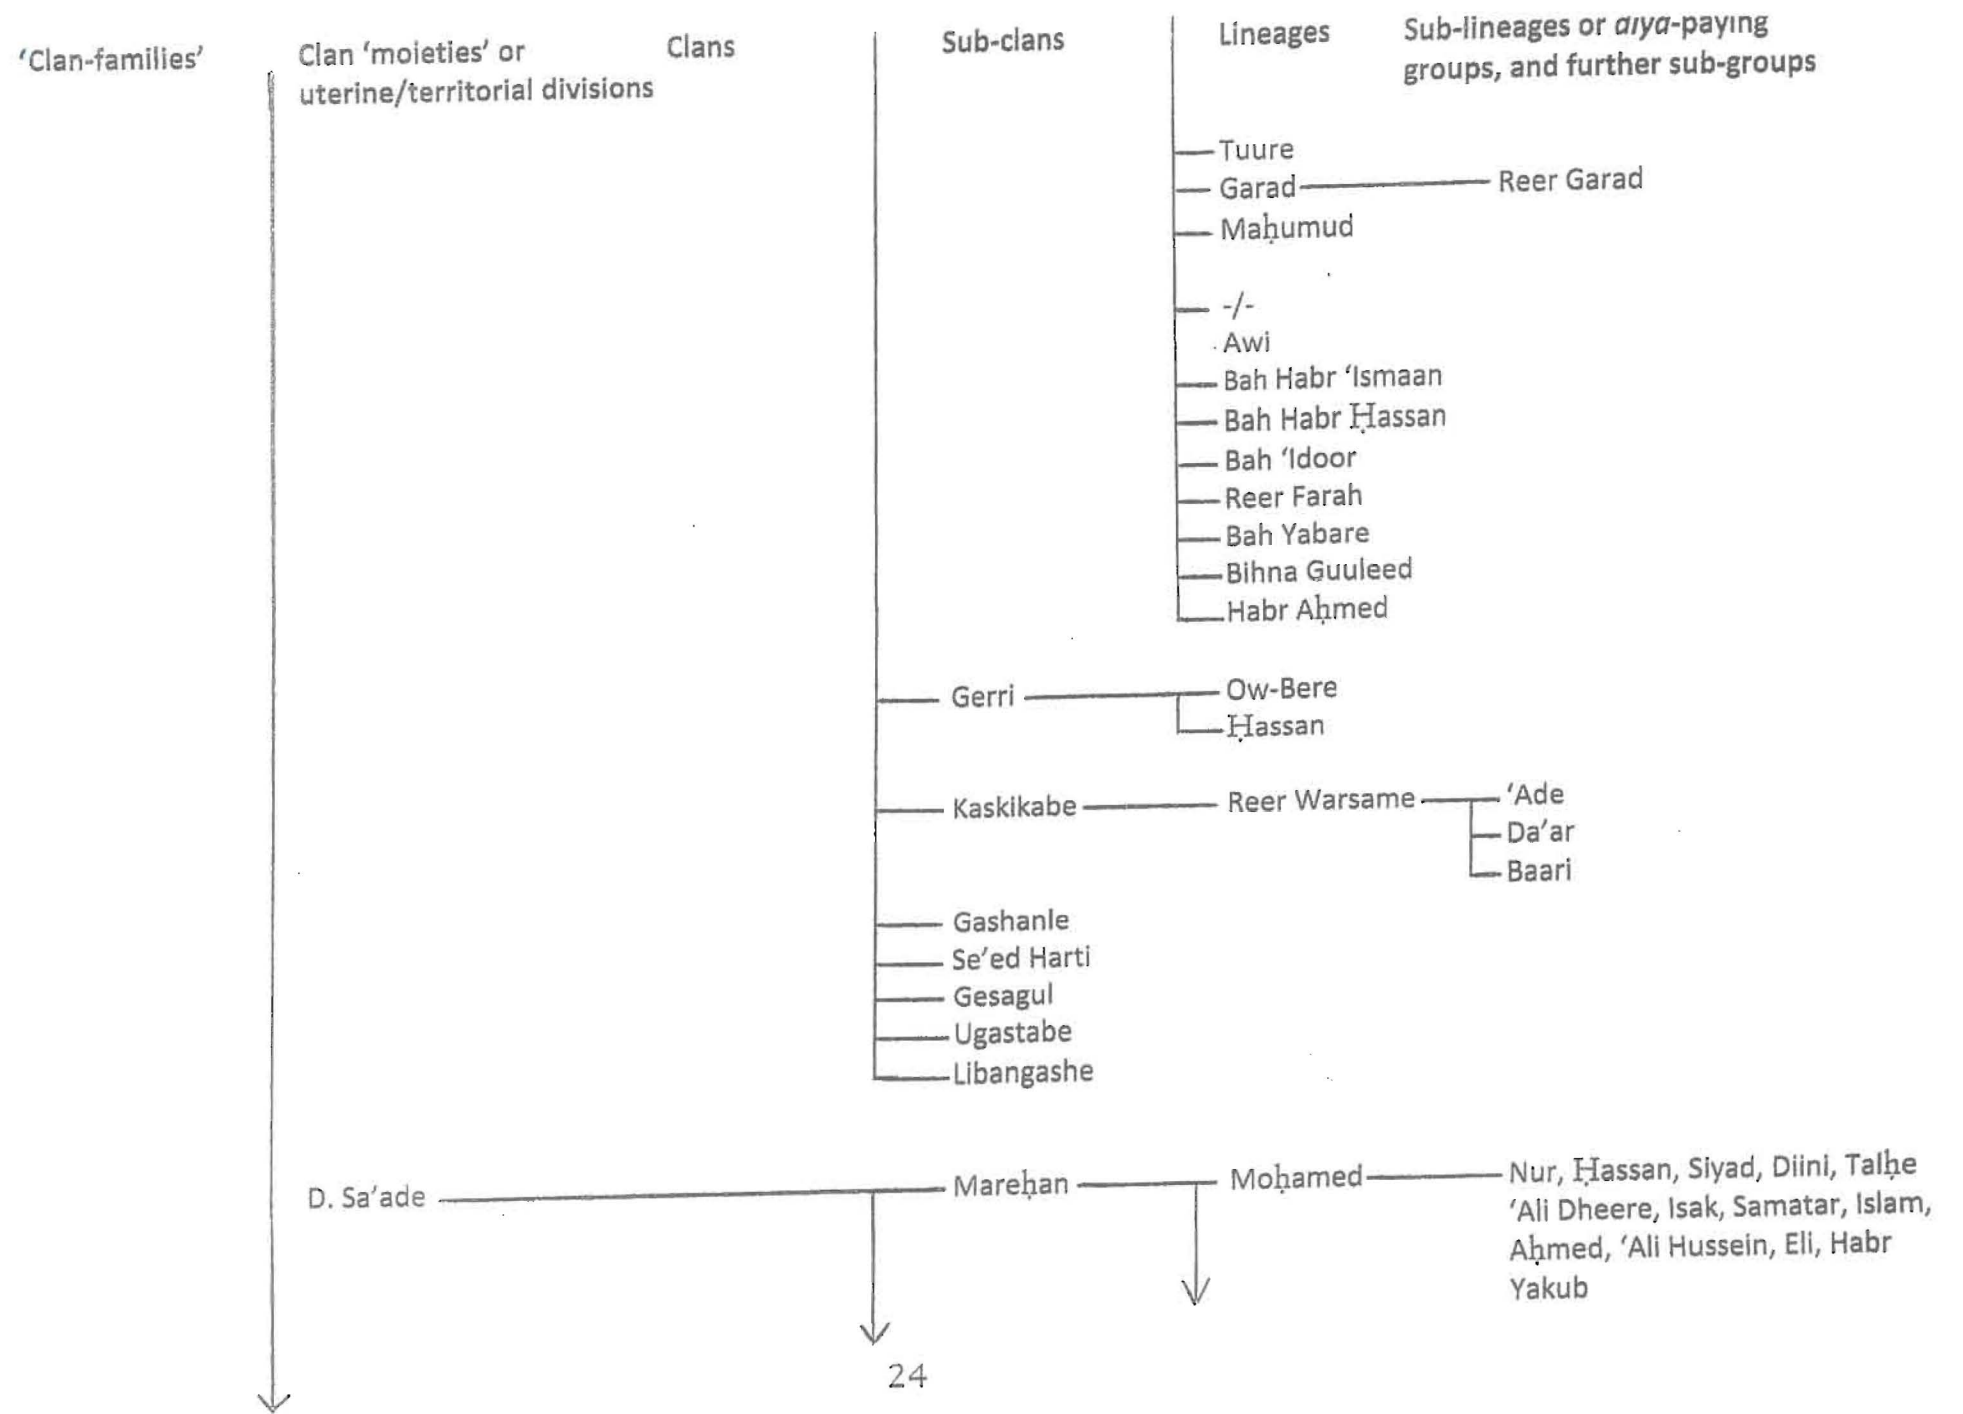 ‘Clan-families’
Clan ‘moieties’ or
uterine/territorial divisions
Clans
Sub-clans
Lineages
Sub-lineages or diya-paying
groups, and further sub-groups
Tuure
Garad
Reer Garad
Maḥumud
-/-
Awi
Bah Habr ‘Ismaan
Bah Habr Ḥassan
Bah ‘Idoor
Reer Farah
Bah Yabare
Bihna Guuleed
Habr Aḥmed
Gerri
Ow-Bere
Ḥassan
Kaskikabe
Reer Warsame
‘Ade
Da’ar
Baari
Gashanle
Se’ed Harti
Gesagul
Ugastabe
Libangashe
D. Sa’ade
Mareḥan
Moḥamed
Nur, Ḥassan, Siyad, Diini, Talḥe
‘Ali Dheere, Isak, Samatar, Islam,
Aḥmed, ‘Ali Hussein, Eli, Habr
Yakub
24